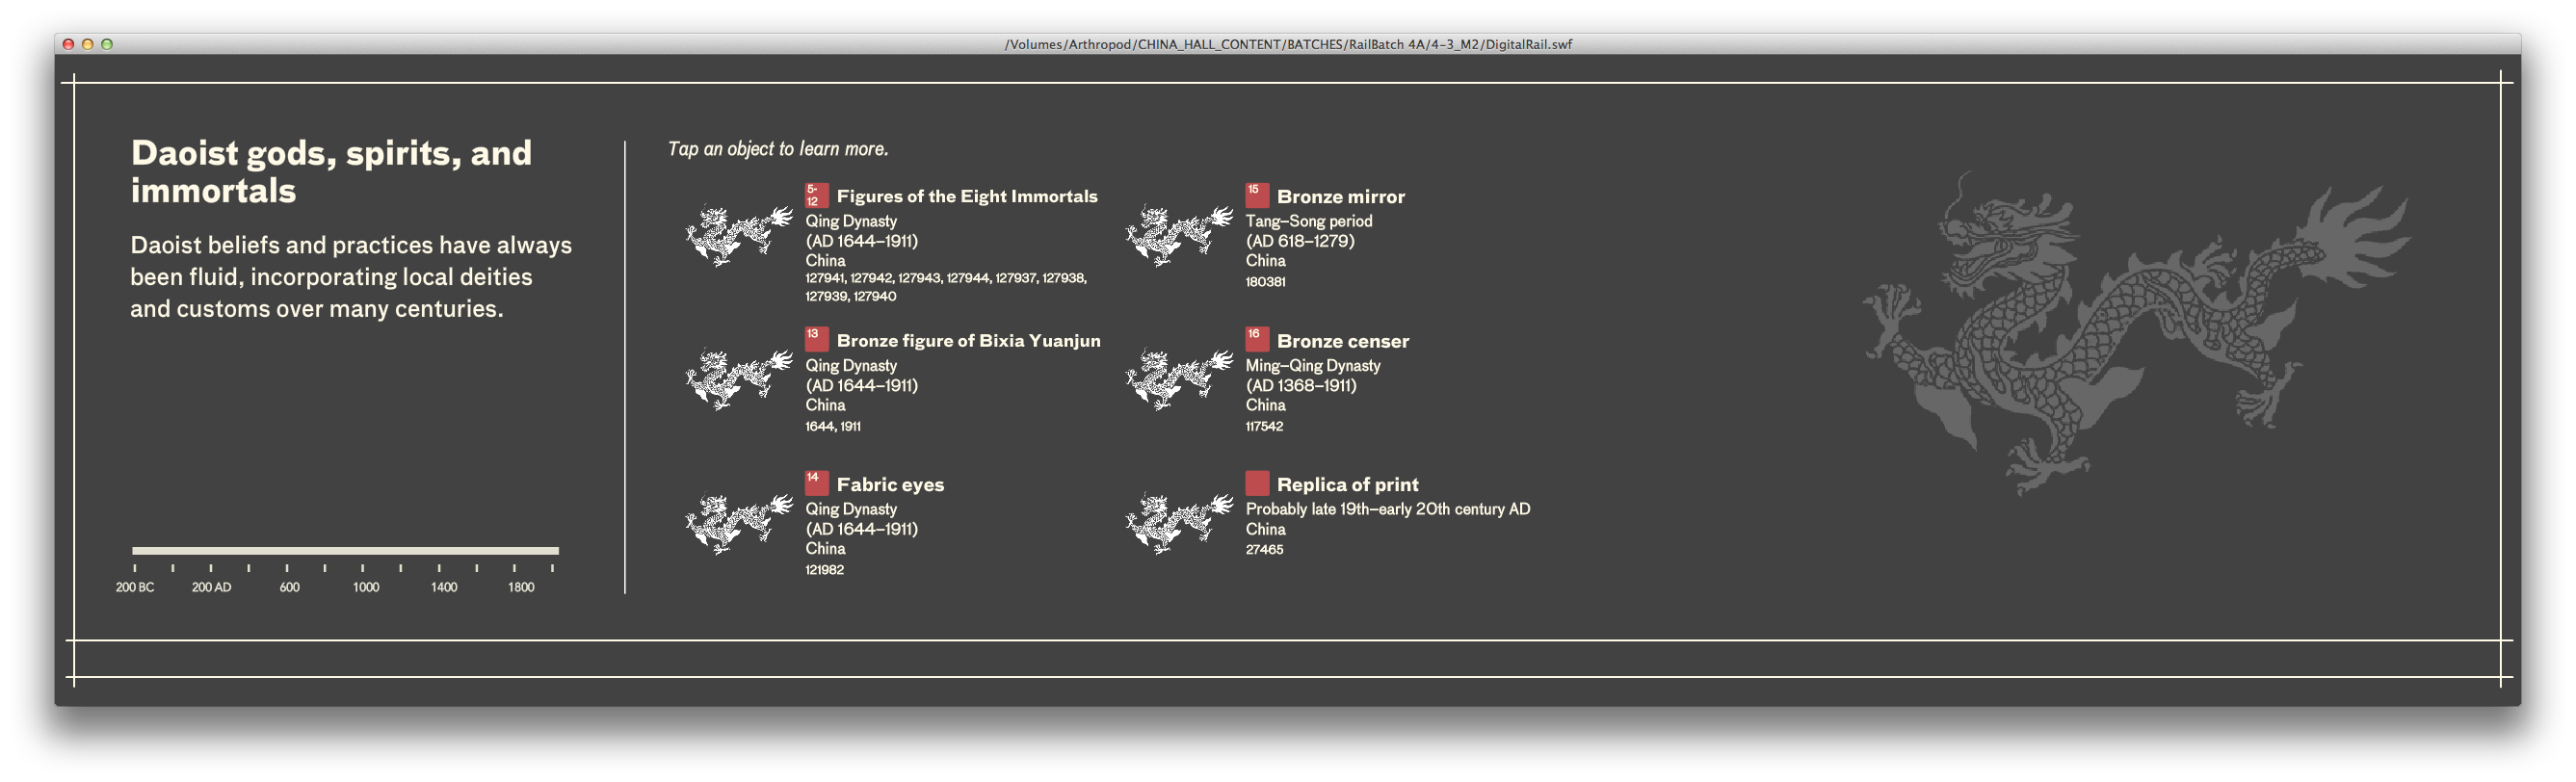 /Volumes/Arthropod/CHINA_HALL_CONTENT/BATCHES/RailBatch 4A/4-3_M2/DigitalRail.swf
Daoist gods, spirits, and
immortals
Daoist beliefs and practices have always
been fluid, incorporating local deities
and customs over many centuries.
200 BC
200 AD
600
1000
1400
1800
Tap an object to learn more.
5-
12
Figures of the Eight Immortals
Qing Dynasty
(AD 1644–1911)
China
127941, 127942, 127943, 127944, 127937, 127938,
127939, 127940
13
Bronze figure of Bixia Yuanjun
Qing Dynasty
(AD 1644–1911)
China
1644, 1911
14
Fabric eyes
Qing Dynasty
(AD 1644–1911)
China
121982
15
Bronze mirror
Tang–Song period
(AD 618–1279)
China
180381
16
Bronze censer
Ming–Qing Dynasty
(AD 1368–1911)
China
117542
Replica of print
Probably late 19th–early 20th century AD
China
27465